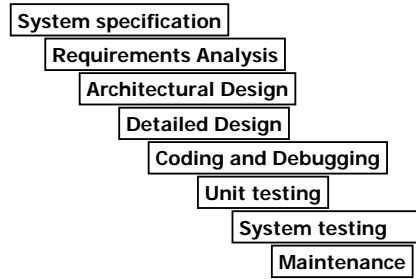 System specification
Requirements Analysis
Architectural Design
Detailed Design
Coding and Debugging
Unit testing
System testing
Maintenance